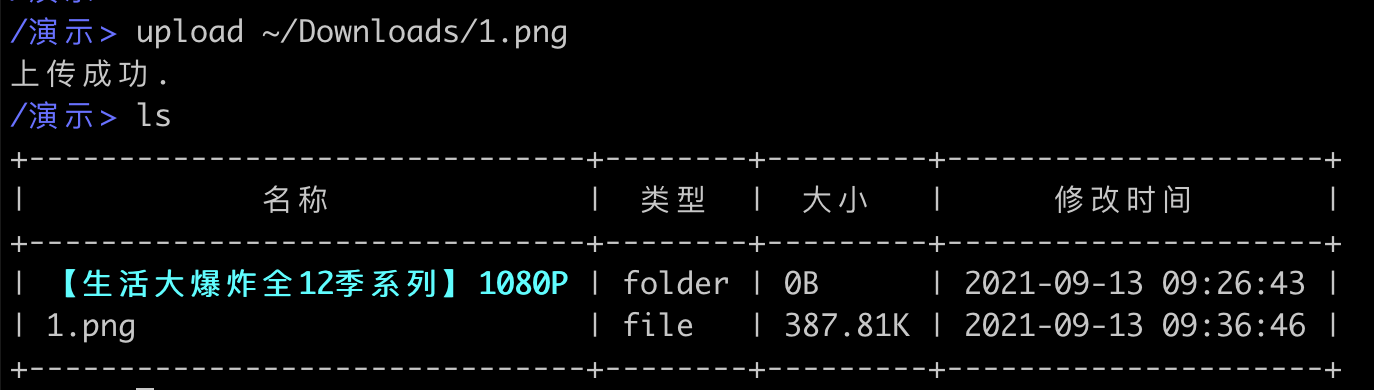 /演示> 
/演示> upload ~/Downloads/1.png
上传成功.
/演示> ls
+-------------------------------+--------+---------+---------------------+
|             名称              |  类型  |  大小   |      修改时间       |
+-------------------------------+--------+---------+---------------------+
| 【生活大爆炸全12季系列】1080P | folder | 0B      | 2021-09-13 09:26:43 |
| 1.png                         | file   | 387.81K | 2021-09-13 09:36:46 |
+-------------------------------+--------+---------+---------------------+